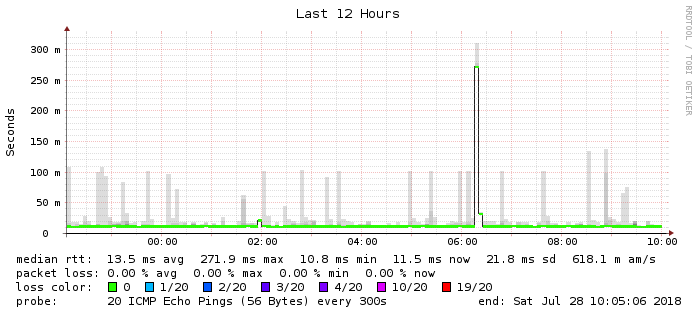 Last 12 Hours
RRDTOOL / TOBI OETIKER
Seconds
300 m
250 m
200 m
150 m
100 m
50 m
0
00:00 02:00 04:00 06:00 08:00 10:00
median rtt: 13.5 ms avg 271.9 ms max 10.8 ms min 11.5 ms now 21.8 ms sd 618.1 m am/s
packet loss: 0.00 % avg 0.00 % max 0.00 % min 0.00 % now
loss color: 0 1/20 2/20 3/20 4/20 10/20 19/20
probe: 20 ICMP Echo Pings (56 Bytes) every 300s end: Sat Jul 28 10:05:06 2018